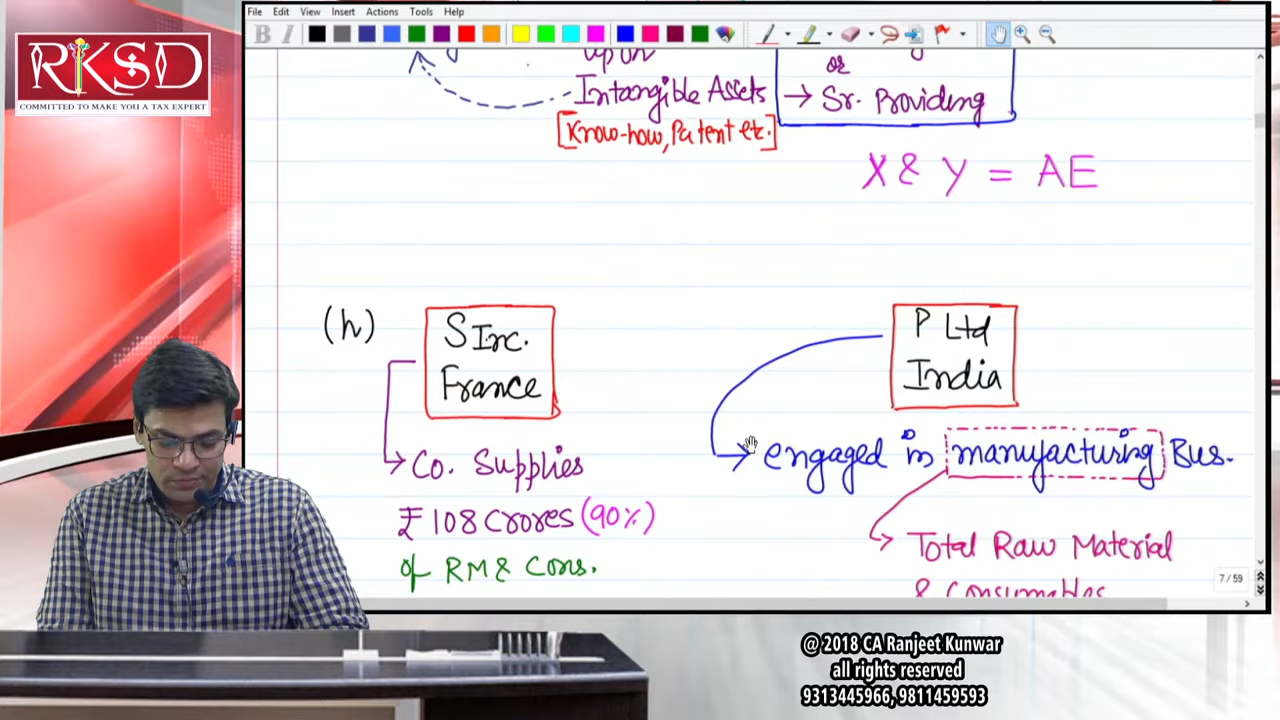 File Edit View Insert Actions Tools Help
B I
RKSD
COMMITTED TO MAKE YOU A TAX EXPERT
upon
Intangible Assets
[Know-how, Patent etc.]
or
→ Sr. Providing
X & Y = AE
(h)
S Inc.
France
P Ltd
India
→ Co. Supplies
₹ 108 Crores (90%)
of RM & Cons.
→ engaged in manufacturing Bus.
→ Total Raw Material
& Consumables
7 / 59
@ 2018 CA Ranjeet Kunwar
all rights reserved
9313445966, 9811459593